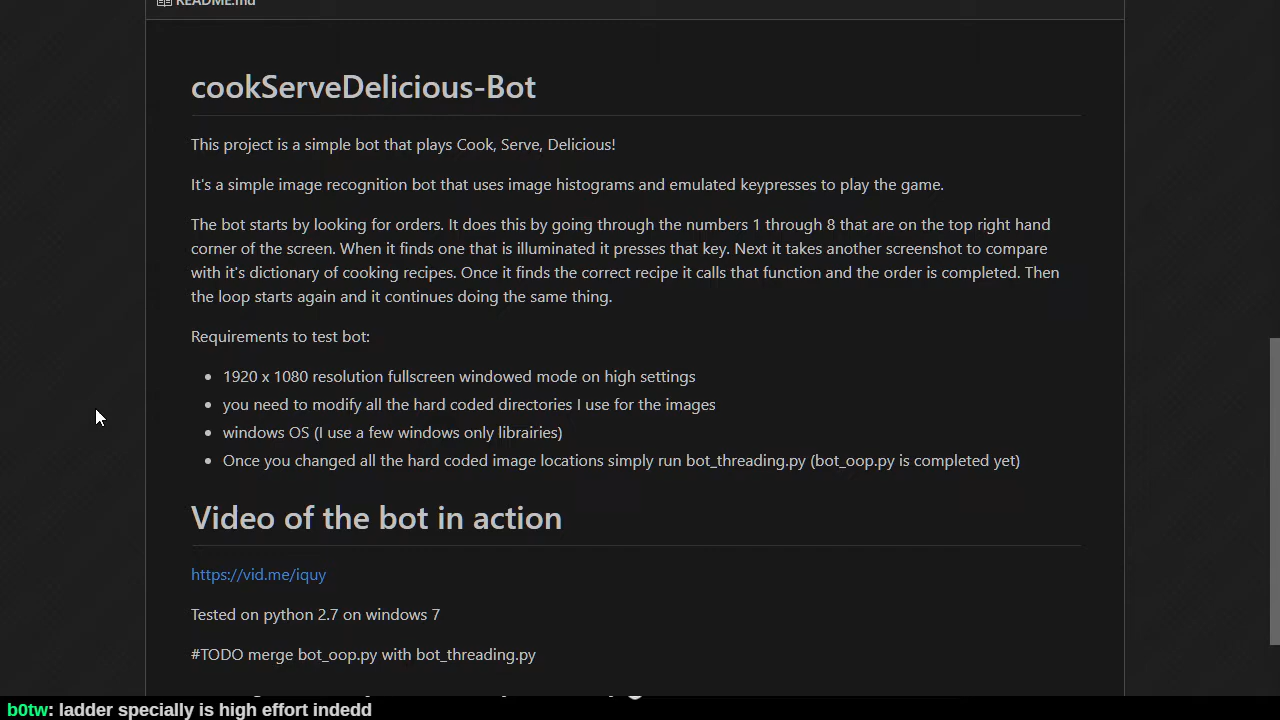 README.md
cookServeDelicious-Bot
This project is a simple bot that plays Cook, Serve, Delicious!
It's a simple image recognition bot that uses image histograms and emulated keypresses to play the game.
The bot starts by looking for orders. It does this by going through the numbers 1 through 8 that are on the top right hand
corner of the screen. When it finds one that is illuminated it presses that key. Next it takes another screenshot to compare
with it's dictionary of cooking recipes. Once it finds the correct recipe it calls that function and the order is completed. Then
the loop starts again and it continues doing the same thing.
Requirements to test bot:
1920 x 1080 resolution fullscreen windowed mode on high settings
you need to modify all the hard coded directories I use for the images
windows OS (I use a few windows only librairies)
Once you changed all the hard coded image locations simply run bot_threading.py (bot_oop.py is completed yet)
Video of the bot in action
https://vid.me/iquy
Tested on python 2.7 on windows 7
#TODO merge bot_oop.py with bot_threading.py
b0tw: ladder specially is high effort indedd